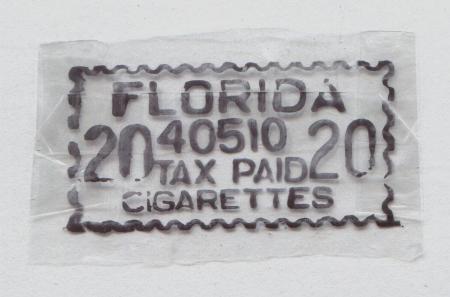 FLORIDA
20 40510 20
TAX PAID
CIGARETTES